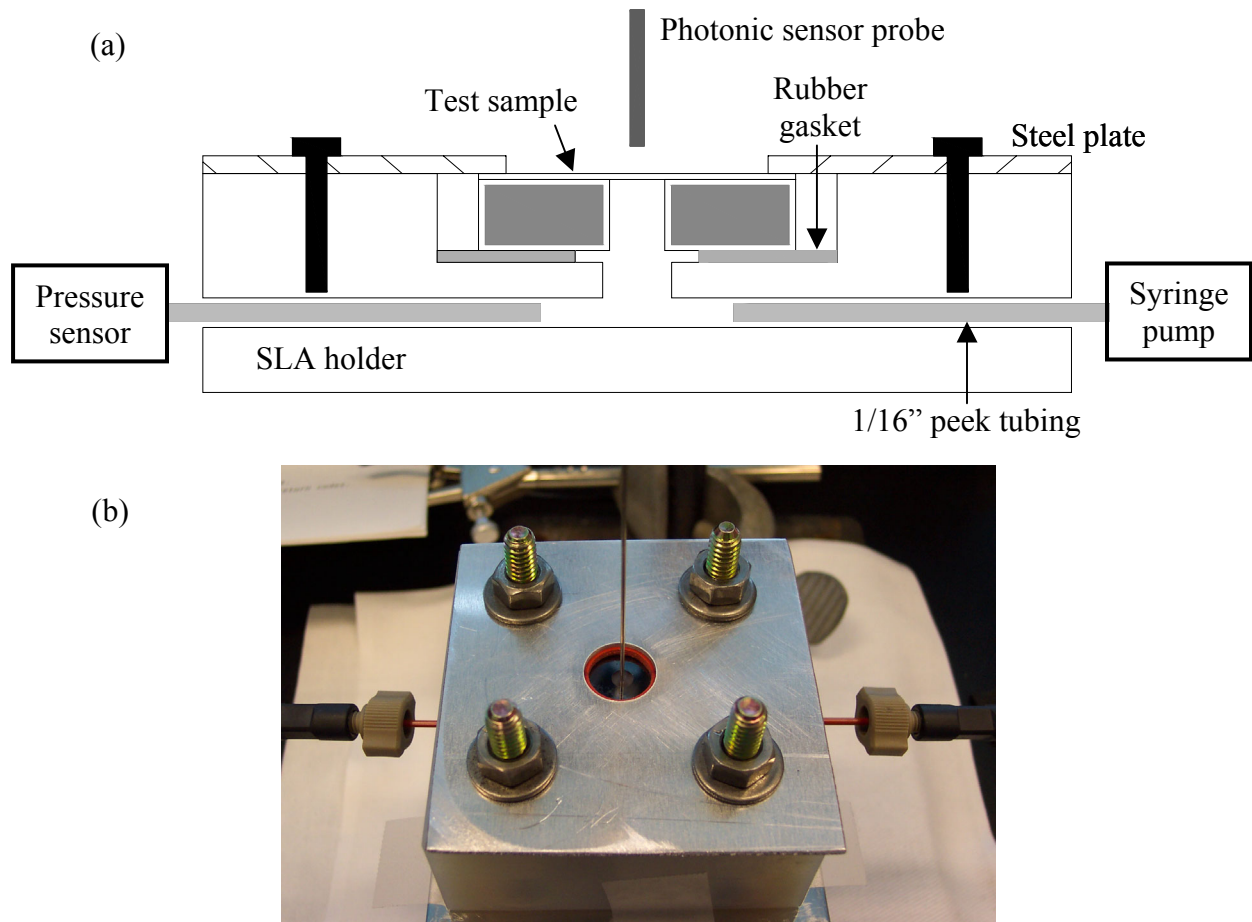 (a)
Photonic sensor probe
Test sample
Rubber
gasket
Steel plate
Pressure
sensor
Syringe
pump
SLA holder
1/16” peek tubing
(b)